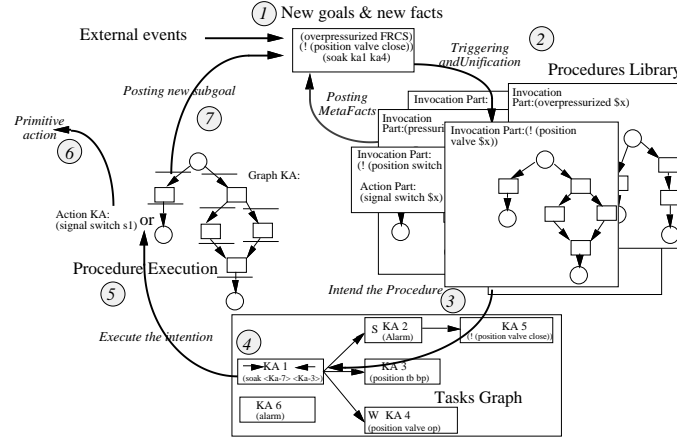 1 New goals & new facts
External events
(overpressurized FRCS)
(! (position valve close))
(soak ka1 ka4)
2
Triggering
andUnification
Procedures Library
Posting new subgoal
Posting
MetaFacts
Invocation Part:
Invocation
Part:(overpressurized $x)
Invocation
Part:(pressuri
Invocation Part:(! (position
valve $x))
7
Primitive
action
6
Invocation Part:
(! (position switch
Action Part:
(signal switch $x)
Graph KA:
Action KA:
(signal switch s1)
or
Procedure Execution
5
Intend the Procedure
3
Execute the intention
4
S KA 2
(Alarm)
KA 5
(! (position valve close))
KA 1
(soak <Ka-7> <Ka-3>)
KA 3
(position tb bp)
Tasks Graph
KA 6
(alarm)
W KA 4
(position valve op)